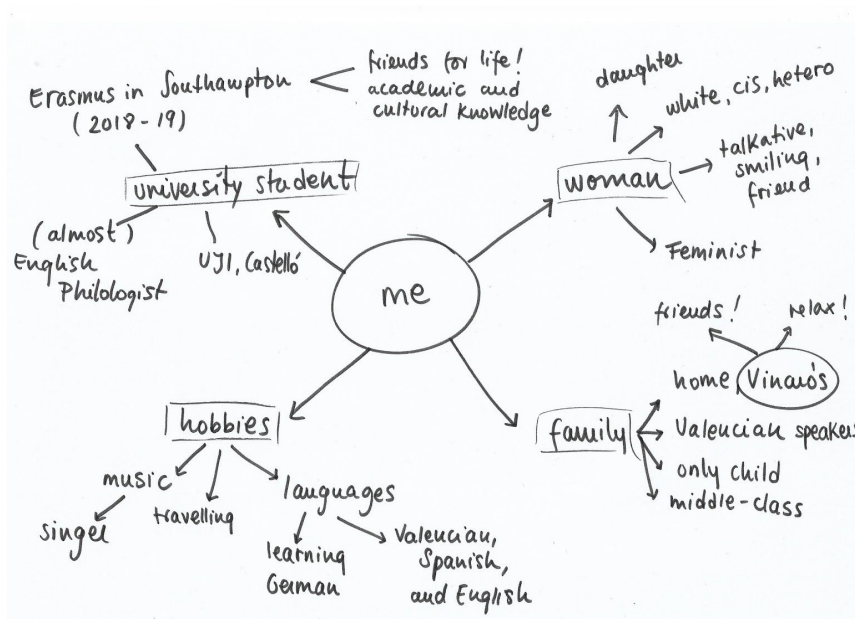 Erasmus in Southampton
(2018-19)
friends for life!
academic and
cultural knowledge
university student
(almost)
English
Philologist
UJI, Castelló
daughter
white, cis, hetero
woman
talkative,
smiling,
friend
Feminist
me
friends!
relax!
home, Vinaròs
family
Valencian speakers
only child
middle-class
hobbies
music
singer
travelling
languages
learning
German
Valencian,
Spanish,
and English